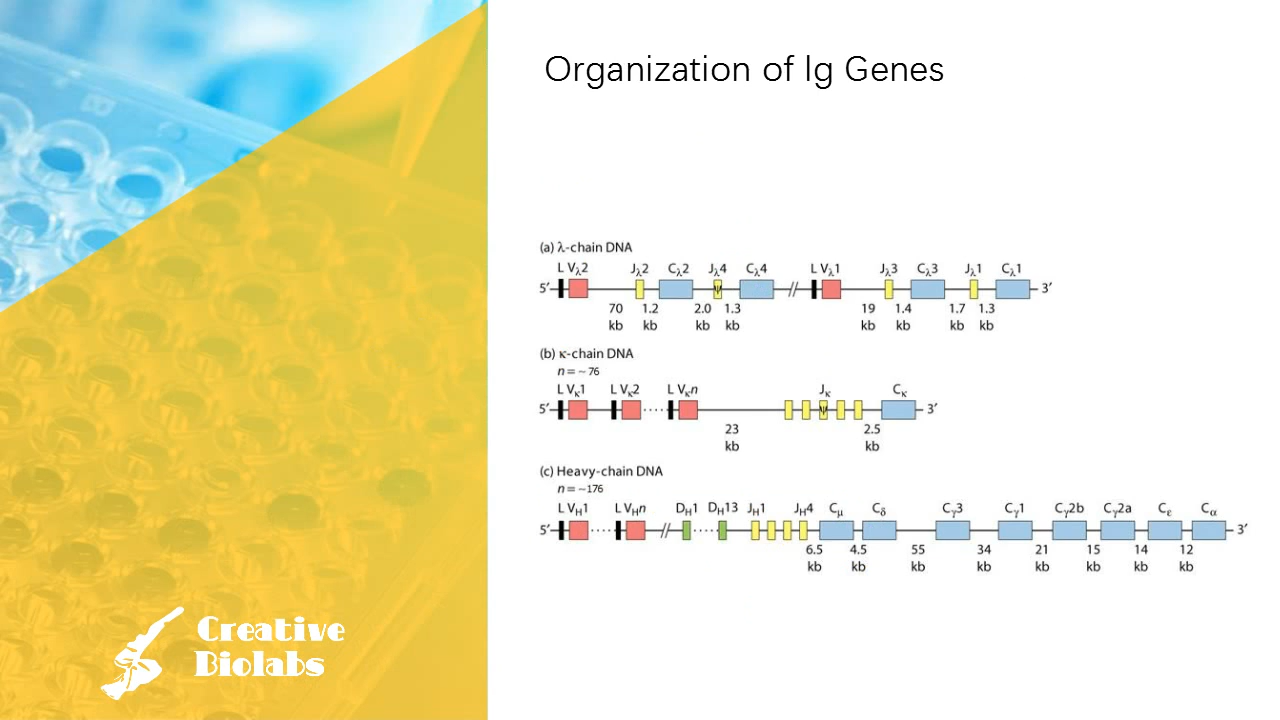 Organization of Ig Genes
(a) λ-chain DNA
L Vλ2 Jλ2 Cλ2 Jλ4 Cλ4 L Vλ1 Jλ3 Cλ3 Jλ1 Cλ1
5′ ψ 3′
70 1.2 2.0 1.3 19 1.4 1.7 1.3
kb kb kb kb kb kb kb kb
(b) κ-chain DNA
n = ~ 76
L Vκ1 L Vκ2 L Vκn Jκ Cκ
5′ ψ 3′
23 2.5
kb kb
(c) Heavy-chain DNA
n = ~176
L VH1 L VHn DH1 DH13 JH1 JH4 Cμ Cδ Cγ3 Cγ1 Cγ2b Cγ2a Cε Cα
5′ 3′
6.5 4.5 55 34 21 15 14 12
kb kb kb kb kb kb kb kb
Creative
Biolabs